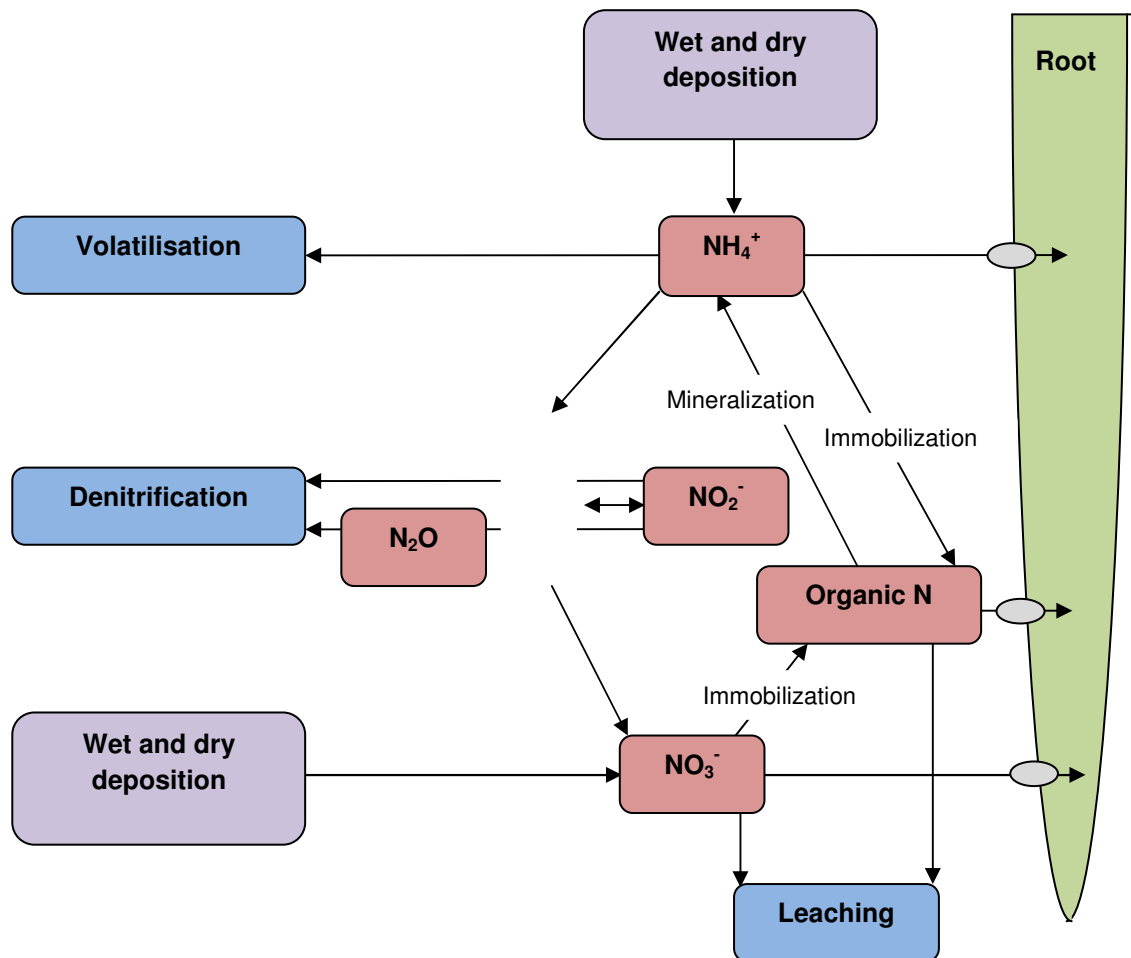 Wet and dry
deposition
Root
Volatilisation
NH₄⁺
Mineralization
Immobilization
Denitrification
NO₂⁻
N₂O
Organic N
Immobilization
Wet and dry
deposition
NO₃⁻
Leaching